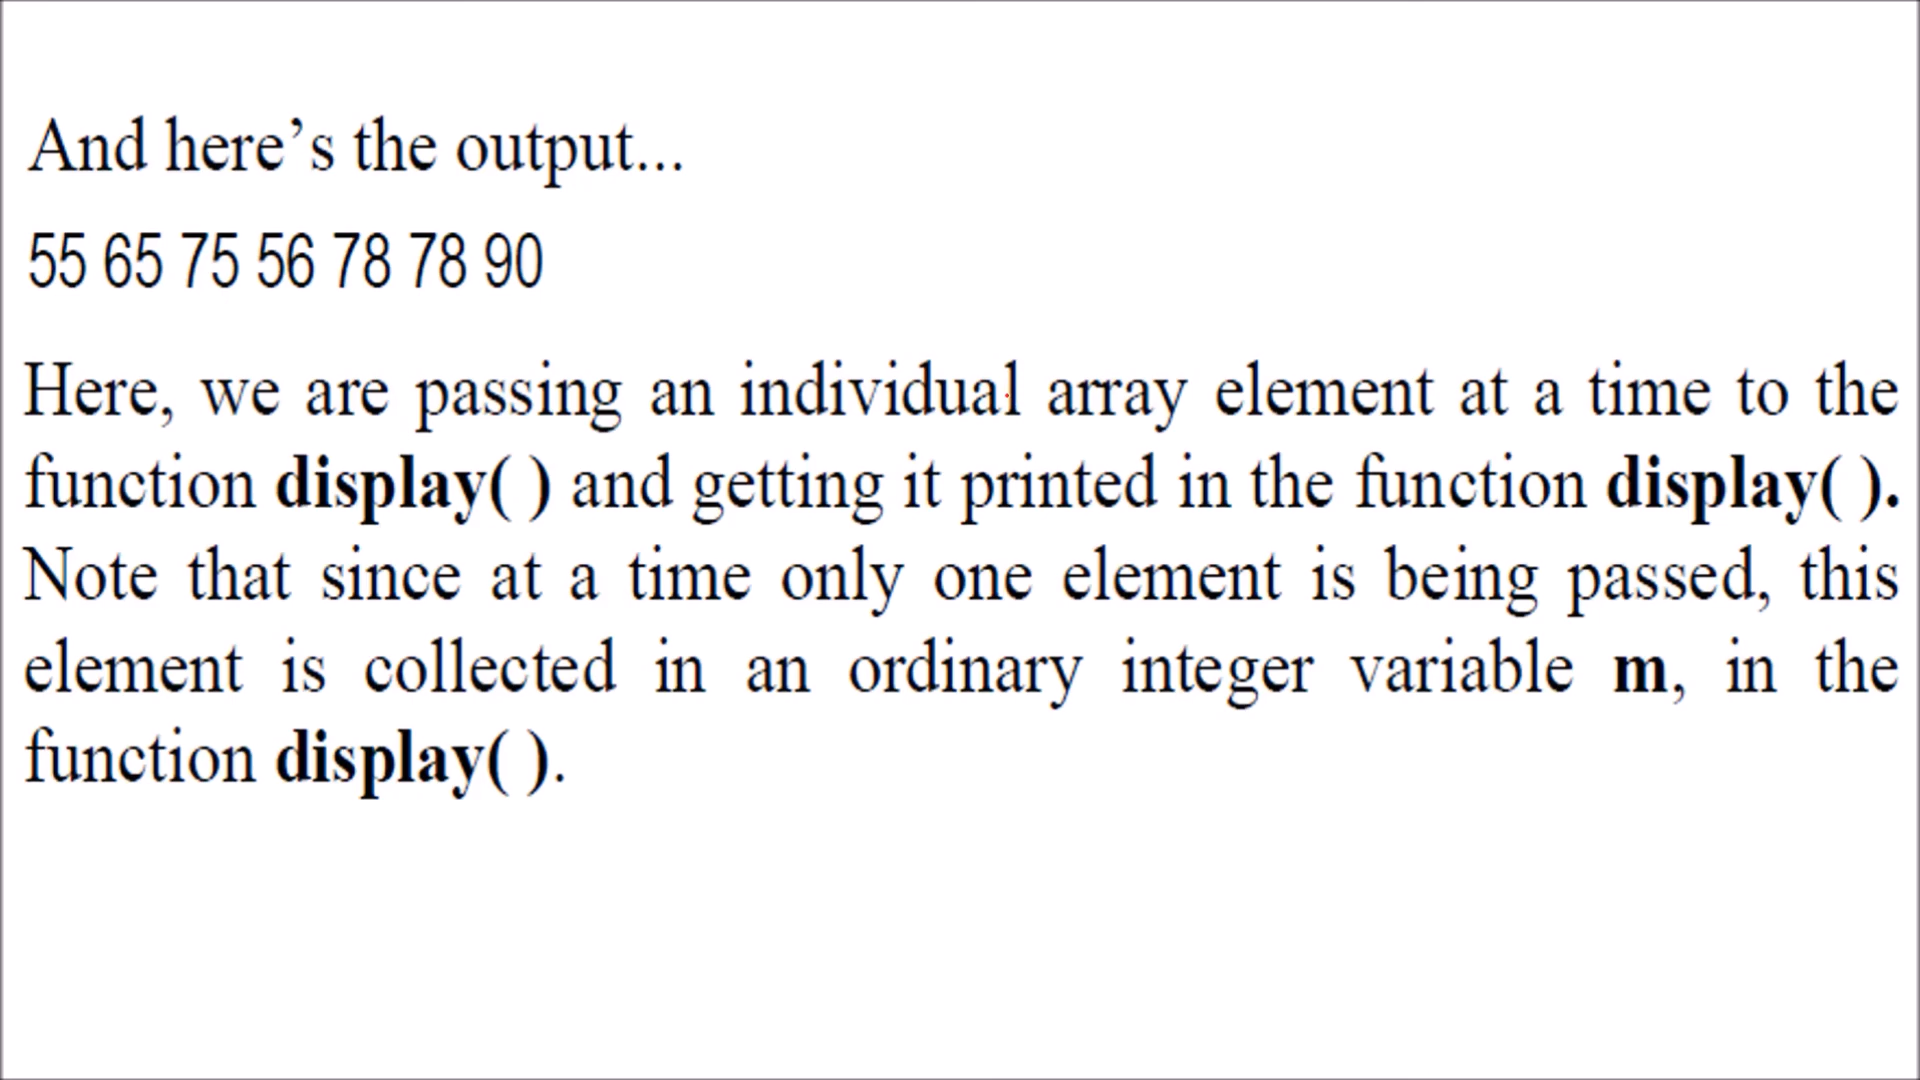 And here’s the output...
55 65 75 56 78 78 90
Here, we are passing an individual array element at a time to the
function display( ) and getting it printed in the function display( ).
Note that since at a time only one element is being passed, this
element is collected in an ordinary integer variable m, in the
function display( ).